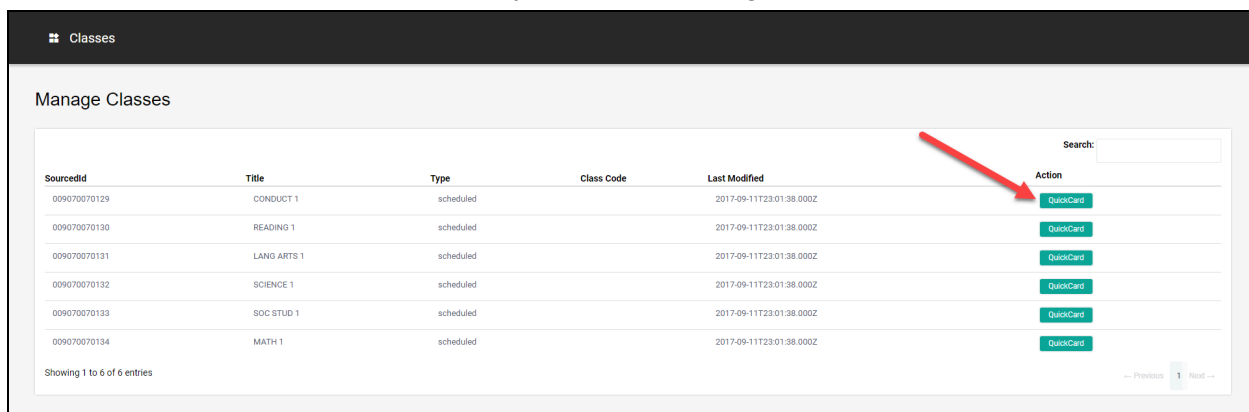 Classes
Manage Classes
Search:
SourcedId Title Type Class Code Last Modified Action
009070070129 CONDUCT 1 scheduled 2017-09-11T23:01:38.000Z QuickCard
009070070130 READING 1 scheduled 2017-09-11T23:01:38.000Z QuickCard
009070070131 LANG ARTS 1 scheduled 2017-09-11T23:01:38.000Z QuickCard
009070070132 SCIENCE 1 scheduled 2017-09-11T23:01:38.000Z QuickCard
009070070133 SOC STUD 1 scheduled 2017-09-11T23:01:38.000Z QuickCard
009070070134 MATH 1 scheduled 2017-09-11T23:01:38.000Z QuickCard
Showing 1 to 6 of 6 entries ← Previous 1 Next →